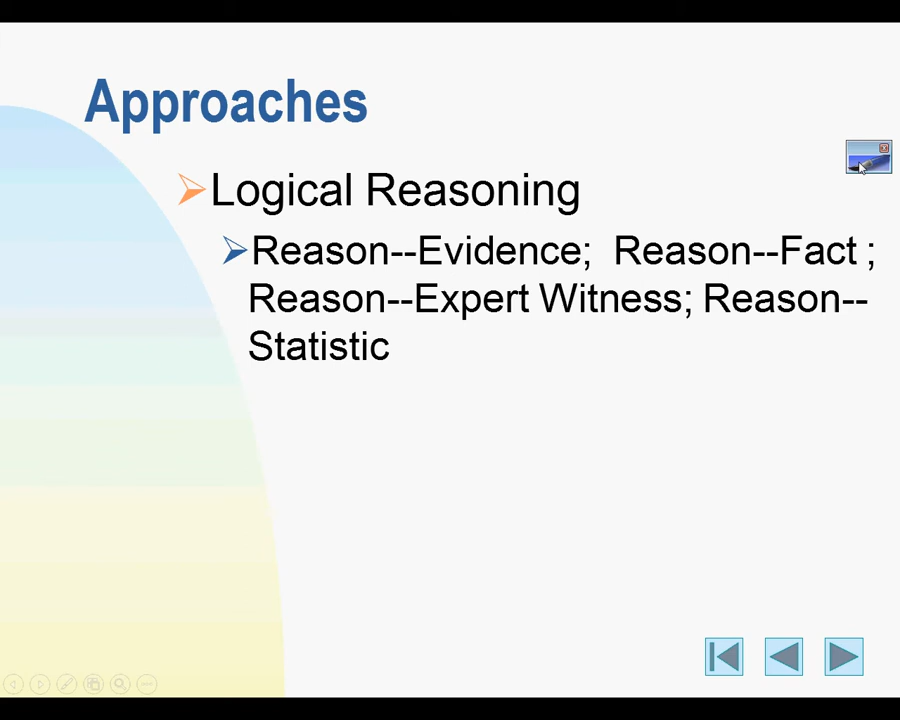 Approaches
Logical Reasoning
Reason--Evidence;  Reason--Fact ;
Reason--Expert Witness; Reason--
Statistic